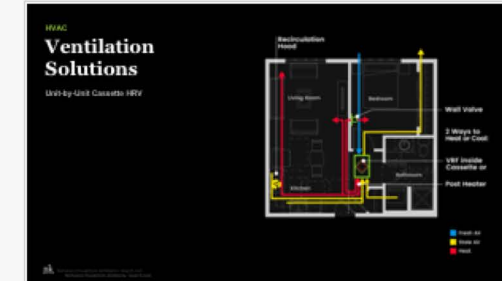 HVAC
Ventilation
Solutions
Unit-by-Unit Cassette HRV
Recirculation
Hood
Living Room
Bedroom
Wall Valve
2 Ways to
Heat or Cool:
VRF Inside
Cassette or
Post Heater
Bathroom
Kitchen
Fresh Air
Stale Air
Heat